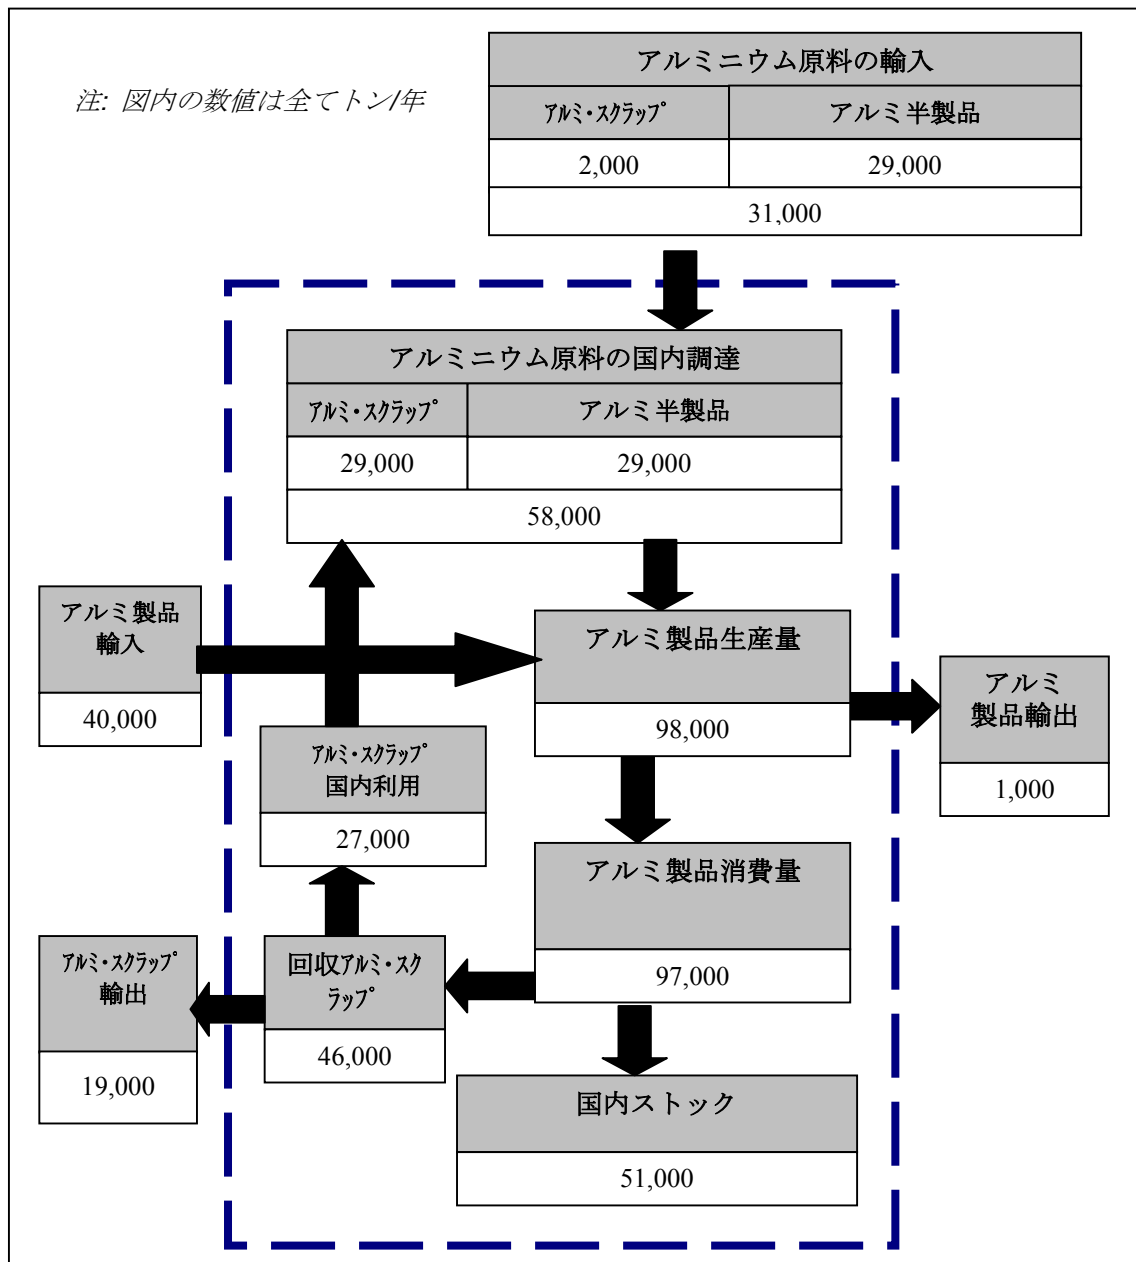 注: 図内の数値は全てトン/年
アルミニウム原料の輸入
ｱﾙﾐ・ｽｸﾗｯﾌﾟ
アルミ半製品
2,000
29,000
31,000
アルミニウム原料の国内調達
ｱﾙﾐ・ｽｸﾗｯﾌﾟ
アルミ半製品
29,000
29,000
58,000
アルミ製品
輸入
40,000
アルミ製品生産量
98,000
アルミ
製品輸出
1,000
ｱﾙﾐ・ｽｸﾗｯﾌﾟ
国内利用
27,000
アルミ製品消費量
97,000
ｱﾙﾐ・ｽｸﾗｯﾌﾟ
輸出
19,000
回収ｱﾙﾐ・ｽｸ
ﾗｯﾌﾟ
46,000
国内ストック
51,000